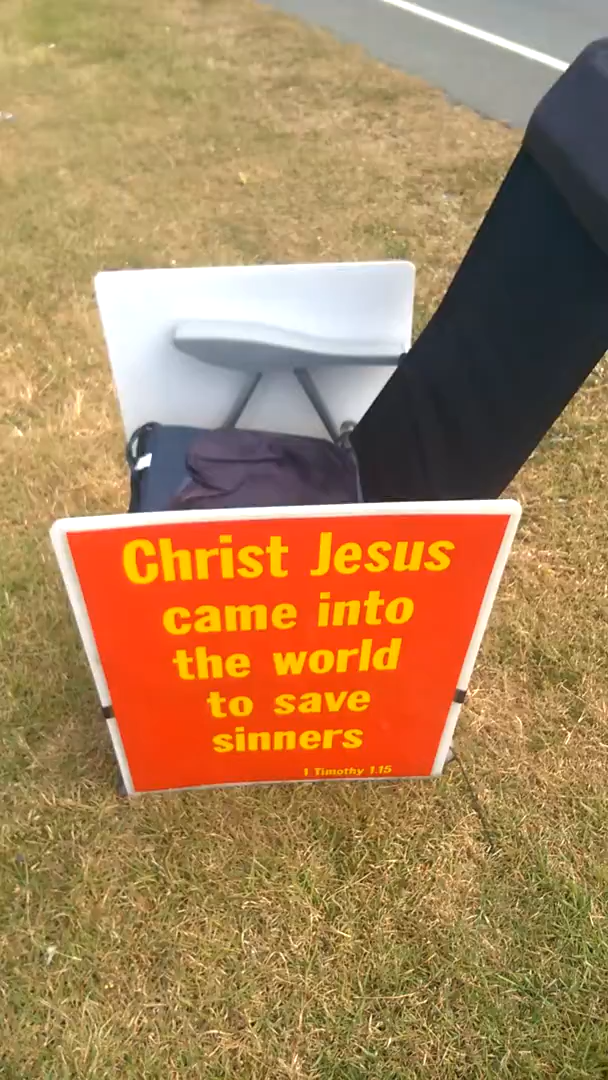 Christ Jesus
came into
the world
to save
sinners
1 Timothy 1.15